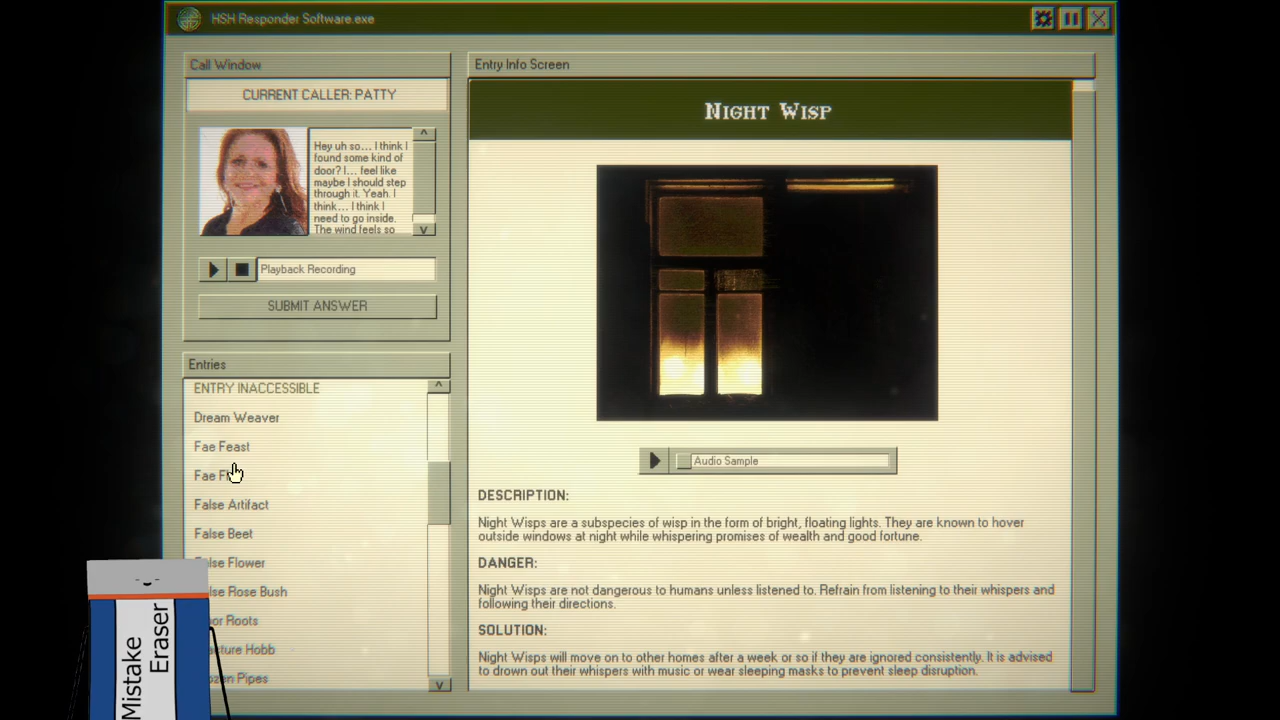 HSH Responder Software.exe
Call Window
CURRENT CALLER: PATTY
Hey uh so... I think I
found some kind of
door? I... feel like
maybe I should step
through it. Yeah. I
think... I think I
need to go inside.
The wind feels so
Playback Recording
SUBMIT ANSWER
Entries
ENTRY INACCESSIBLE
Dream Weaver
Fae Feast
Fae
False Artifact
False Beet
Flower
Rose Bush
Roots
Hobb
Pipes
Mistake
Eraser
Entry Info Screen
Night Wisp
Audio Sample
DESCRIPTION:
Night Wisps are a subspecies of wisp in the form of bright, floating lights. They are known to hover
outside windows at night while whispering promises of wealth and good fortune.
DANGER:
Night Wisps are not dangerous to humans unless listened to. Refrain from listening to their whispers and
following their directions.
SOLUTION:
Night Wisps will move on to other homes after a week or so if they are ignored consistently. It is advised
to drown out their whispers with music or wear sleeping masks to prevent sleep disruption.